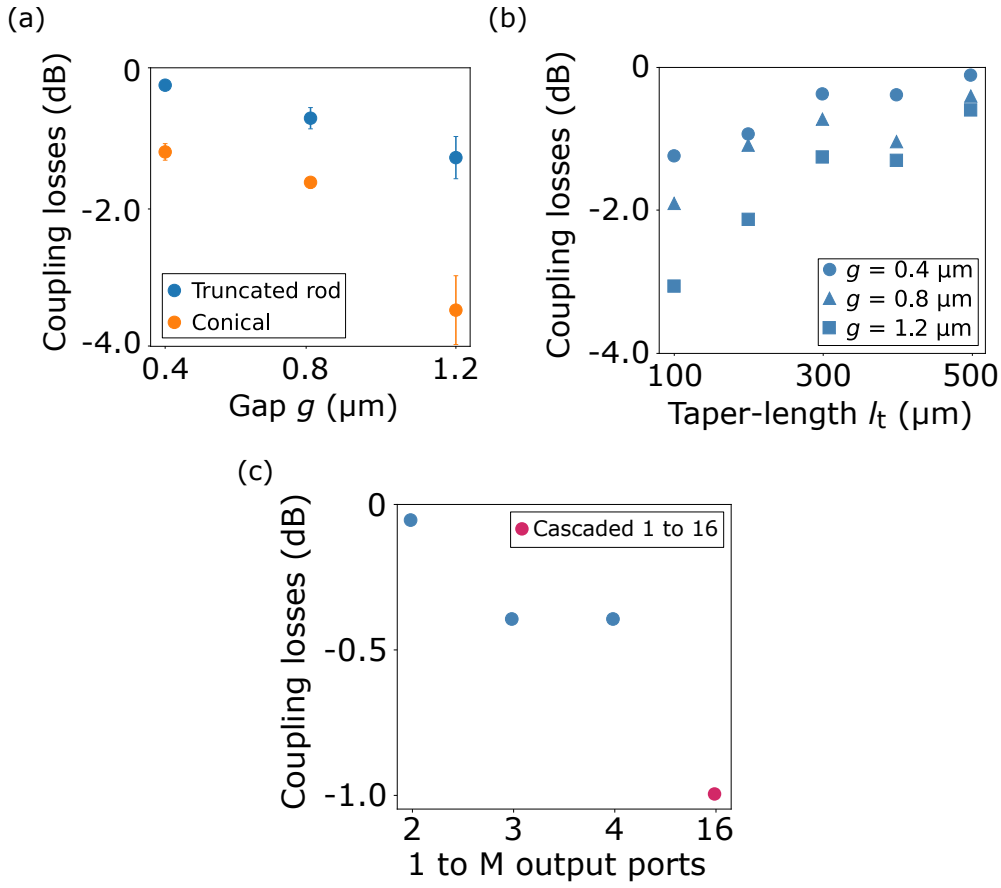 (a)
0
-2.0
-4.0
Coupling losses (dB)
Truncated rod
Conical
0.4
0.8
1.2
Gap g (μm)
(b)
0
-2.0
-4.0
Coupling losses (dB)
g = 0.4 μm
g = 0.8 μm
g = 1.2 μm
100
300
500
Taper-length lt (μm)
(c)
0
-0.5
-1.0
Coupling losses (dB)
Cascaded 1 to 16
2
3
4
16
1 to M output ports